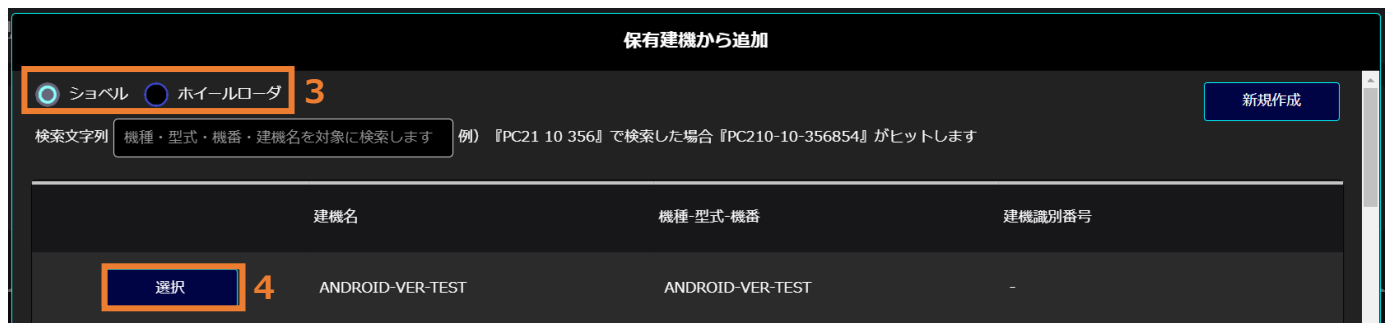 保有建機から追加
ショベル ホイールローダ 3
新規作成
検索文字列 機種・型式・機番・建機名を対象に検索します 例）『PC21 10 356』で検索した場合『PC210-10-356854』がヒットします
建機名 機種-型式-機番 建機識別番号
選択 4 ANDROID-VER-TEST ANDROID-VER-TEST -